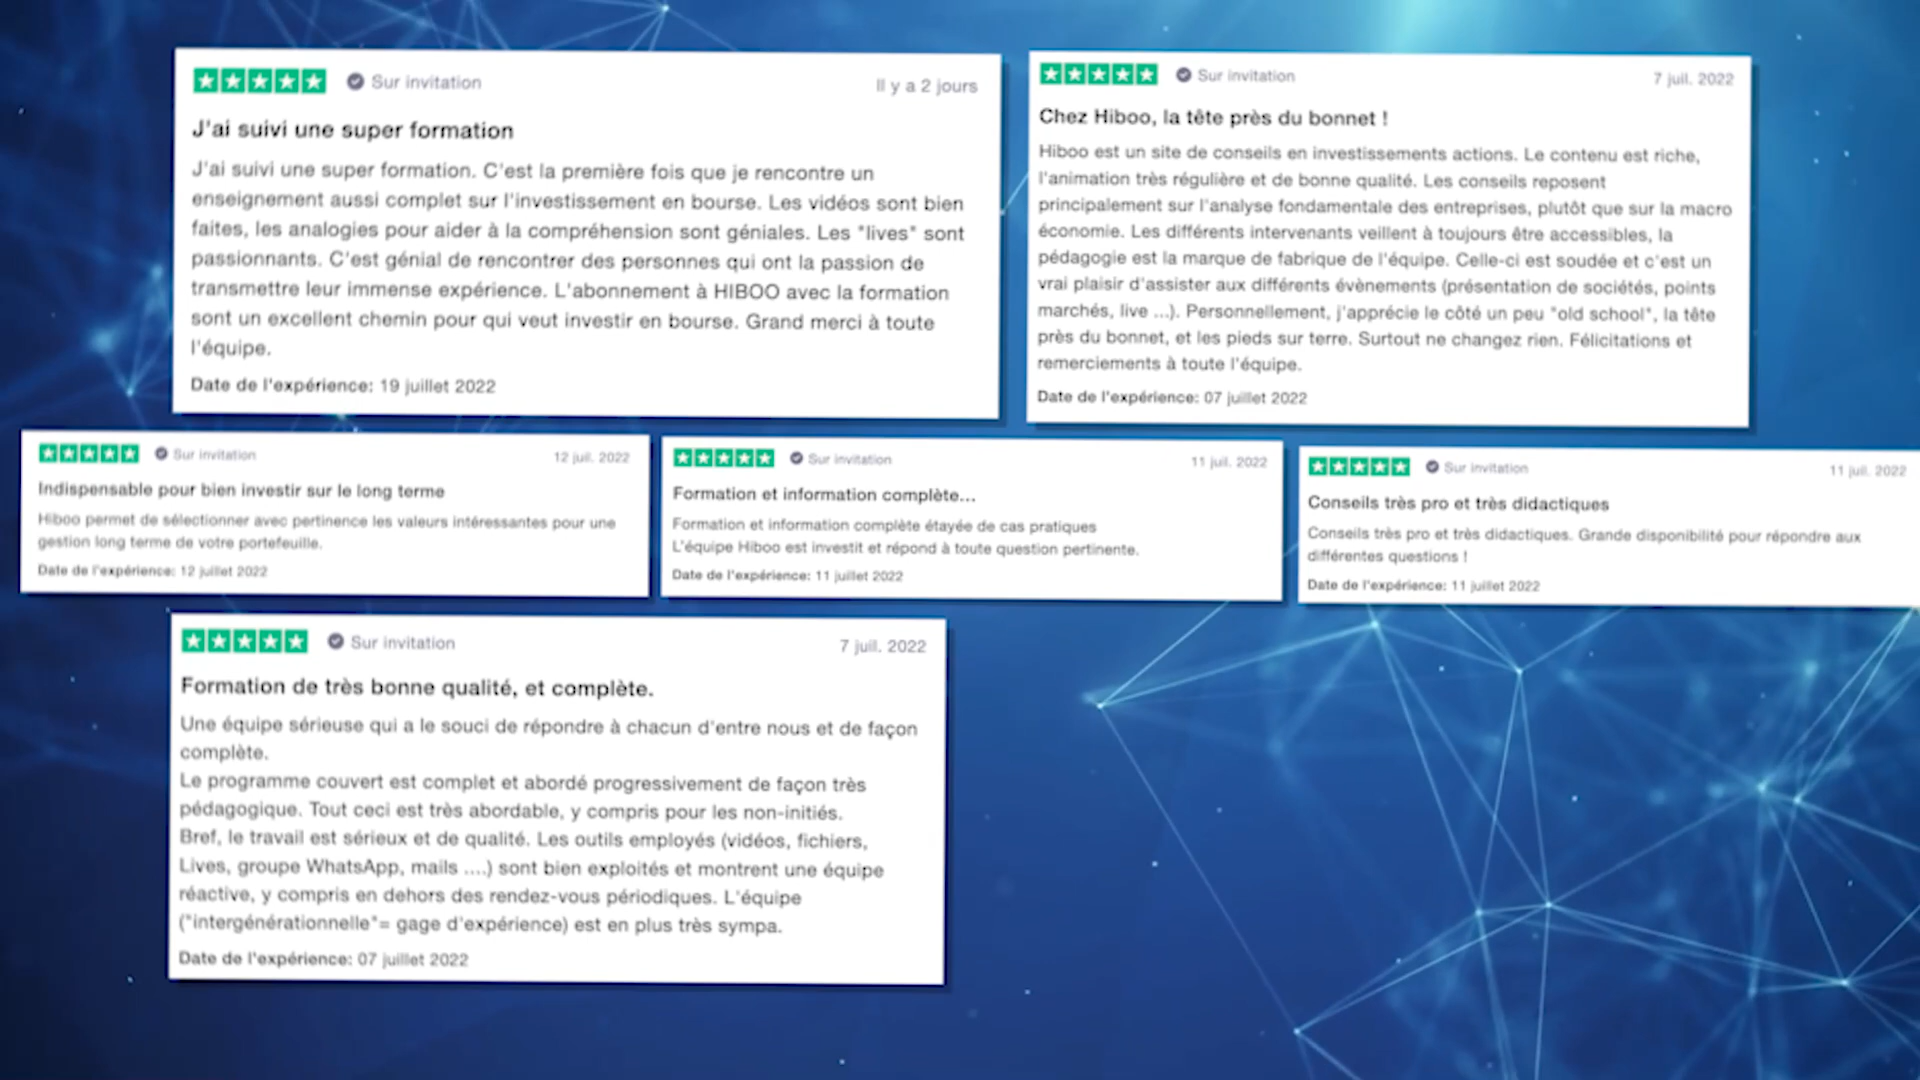 Sur invitation
Il y a 2 jours
J'ai suivi une super formation
J'ai suivi une super formation. C'est la première fois que je rencontre un
enseignement aussi complet sur l'investissement en bourse. Les vidéos sont bien
faites, les analogies pour aider à la compréhension sont géniales. Les "lives" sont
passionnants. C'est génial de rencontrer des personnes qui ont la passion de
transmettre leur immense expérience. L'abonnement à HIBOO avec la formation
sont un excellent chemin pour qui veut investir en bourse. Grand merci à toute
l'équipe.
Date de l'expérience: 19 juillet 2022
Sur invitation
7 juil. 2022
Chez Hiboo, la tête près du bonnet !
Hiboo est un site de conseils en investissements actions. Le contenu est riche,
l'animation très régulière et de bonne qualité. Les conseils reposent
principalement sur l'analyse fondamentale des entreprises, plutôt que sur la macro
économie. Les différents intervenants veillent à toujours être accessibles, la
pédagogie est la marque de fabrique de l'équipe. Celle-ci est soudée et c'est un
vrai plaisir d'assister aux différents évènements (présentation de sociétés, points
marchés, live ...). Personnellement, j'apprécie le côté un peu "old school", la tête
près du bonnet, et les pieds sur terre. Surtout ne changez rien. Félicitations et
remerciements à toute l'équipe.
Date de l'expérience: 07 juillet 2022
Sur invitation
12 juil. 2022
Indispensable pour bien investir sur le long terme
Hiboo permet de sélectionner avec pertinence les valeurs intéressantes pour une
gestion long terme de votre portefeuille.
Date de l'expérience: 12 juillet 2022
Sur invitation
11 juil. 2022
Formation et information complète...
Formation et information complète étayée de cas pratiques
L'équipe Hiboo est investit et répond à toute question pertinente.
Date de l'expérience: 11 juillet 2022
Sur invitation
11 juil. 2022
Conseils très pro et très didactiques
Conseils très pro et très didactiques. Grande disponibilité pour répondre aux
différentes questions !
Date de l'expérience: 11 juillet 2022
Sur invitation
7 juil. 2022
Formation de très bonne qualité, et complète.
Une équipe sérieuse qui a le souci de répondre à chacun d'entre nous et de façon
complète.
Le programme couvert est complet et abordé progressivement de façon très
pédagogique. Tout ceci est très abordable, y compris pour les non-initiés.
Bref, le travail est sérieux et de qualité. Les outils employés (vidéos, fichiers,
Lives, groupe WhatsApp, mails ....) sont bien exploités et montrent une équipe
réactive, y compris en dehors des rendez-vous périodiques. L'équipe
("intergénérationnelle"= gage d'expérience) est en plus très sympa.
Date de l'expérience: 07 juillet 2022